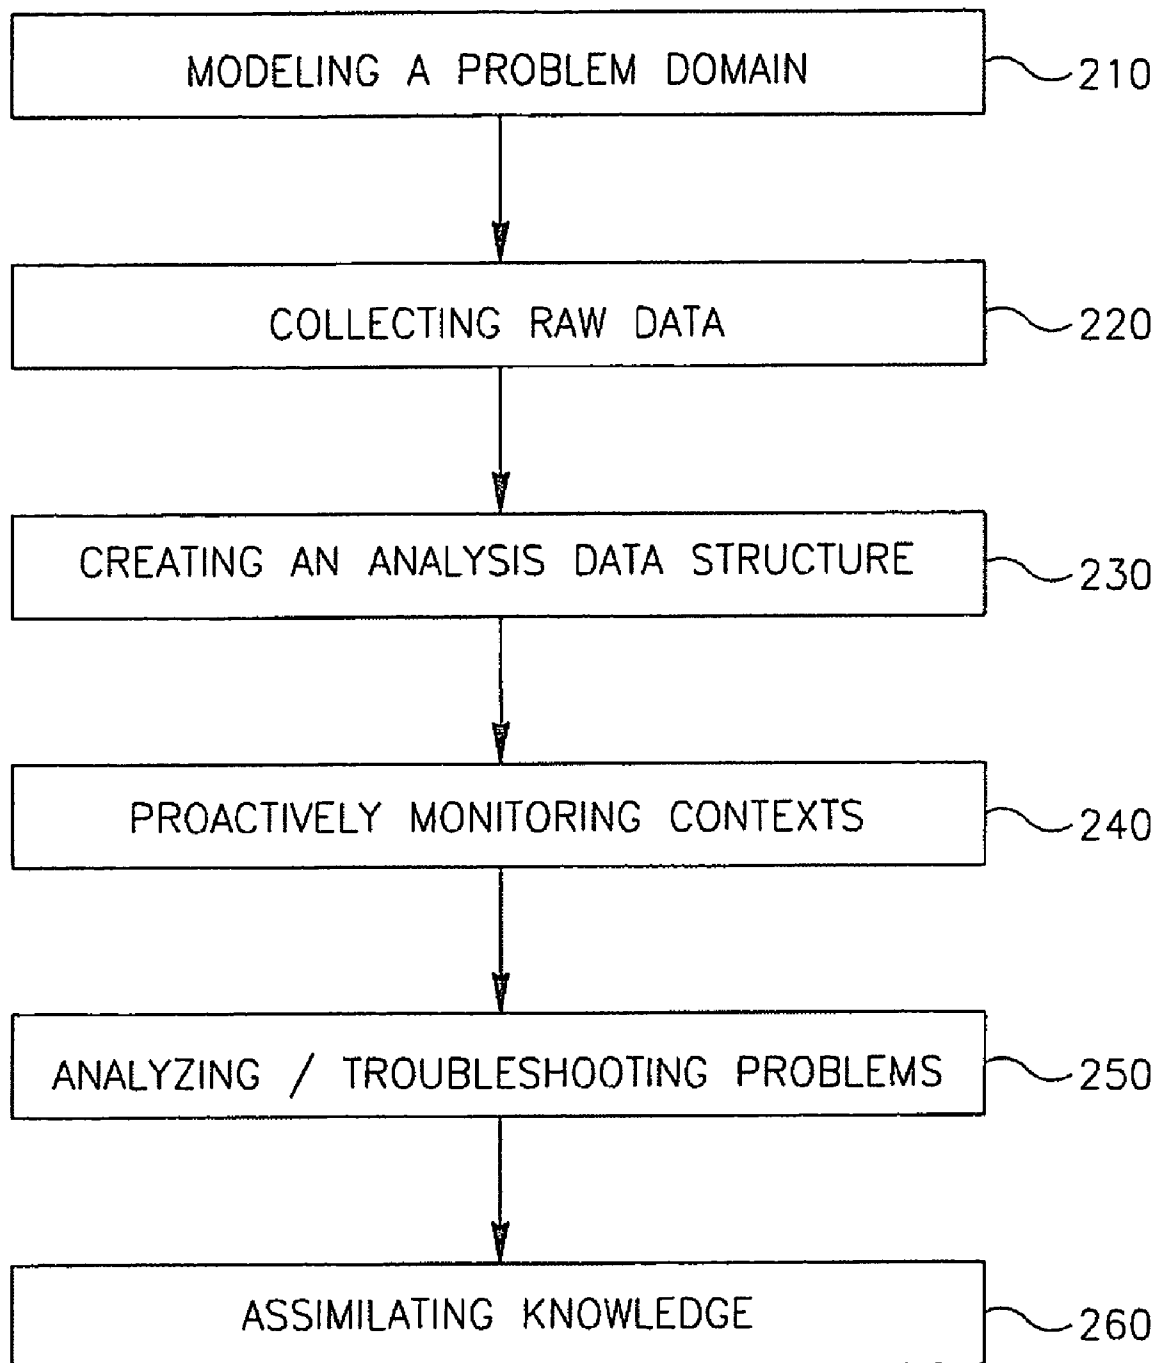 MODELING A PROBLEM DOMAIN 210
COLLECTING RAW DATA 220
CREATING AN ANALYSIS DATA STRUCTURE 230
PROACTIVELY MONITORING CONTEXTS 240
ANALYZING / TROUBLESHOOTING PROBLEMS 250
ASSIMILATING KNOWLEDGE 260